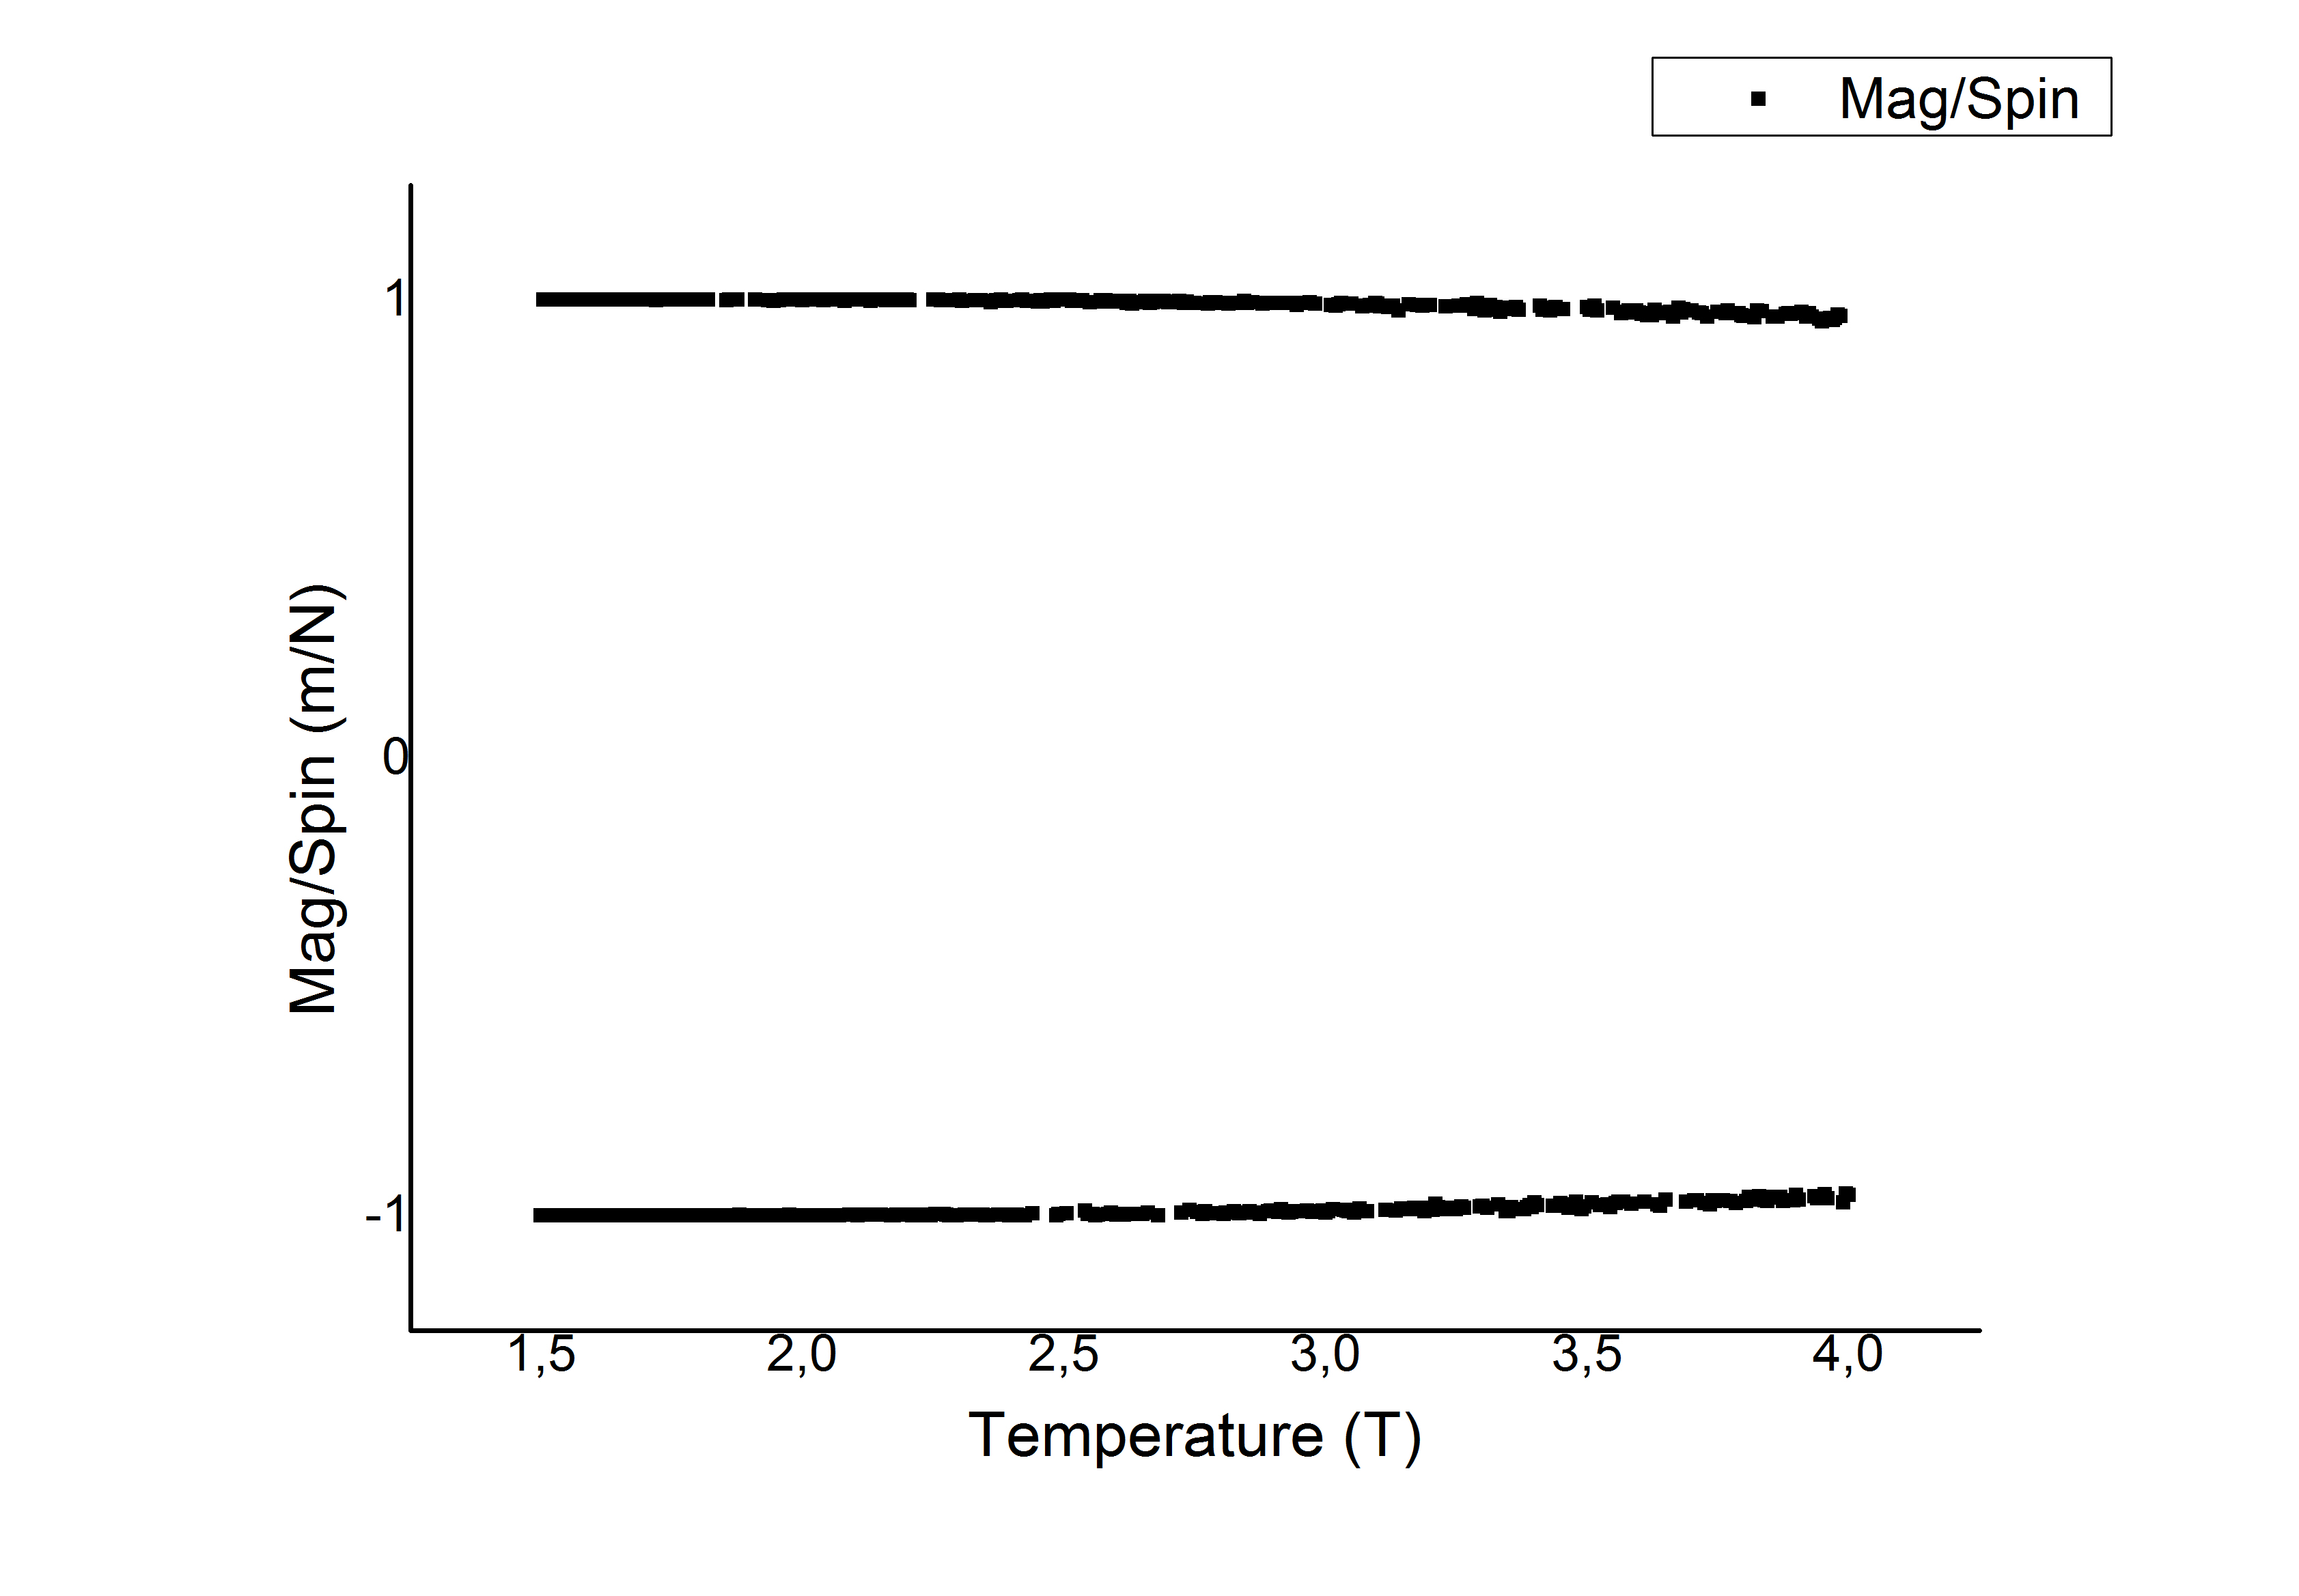 Mag/Spin
1
0
-1
Mag/Spin (m/N)
1,5 2,0 2,5 3,0 3,5 4,0
Temperature (T)